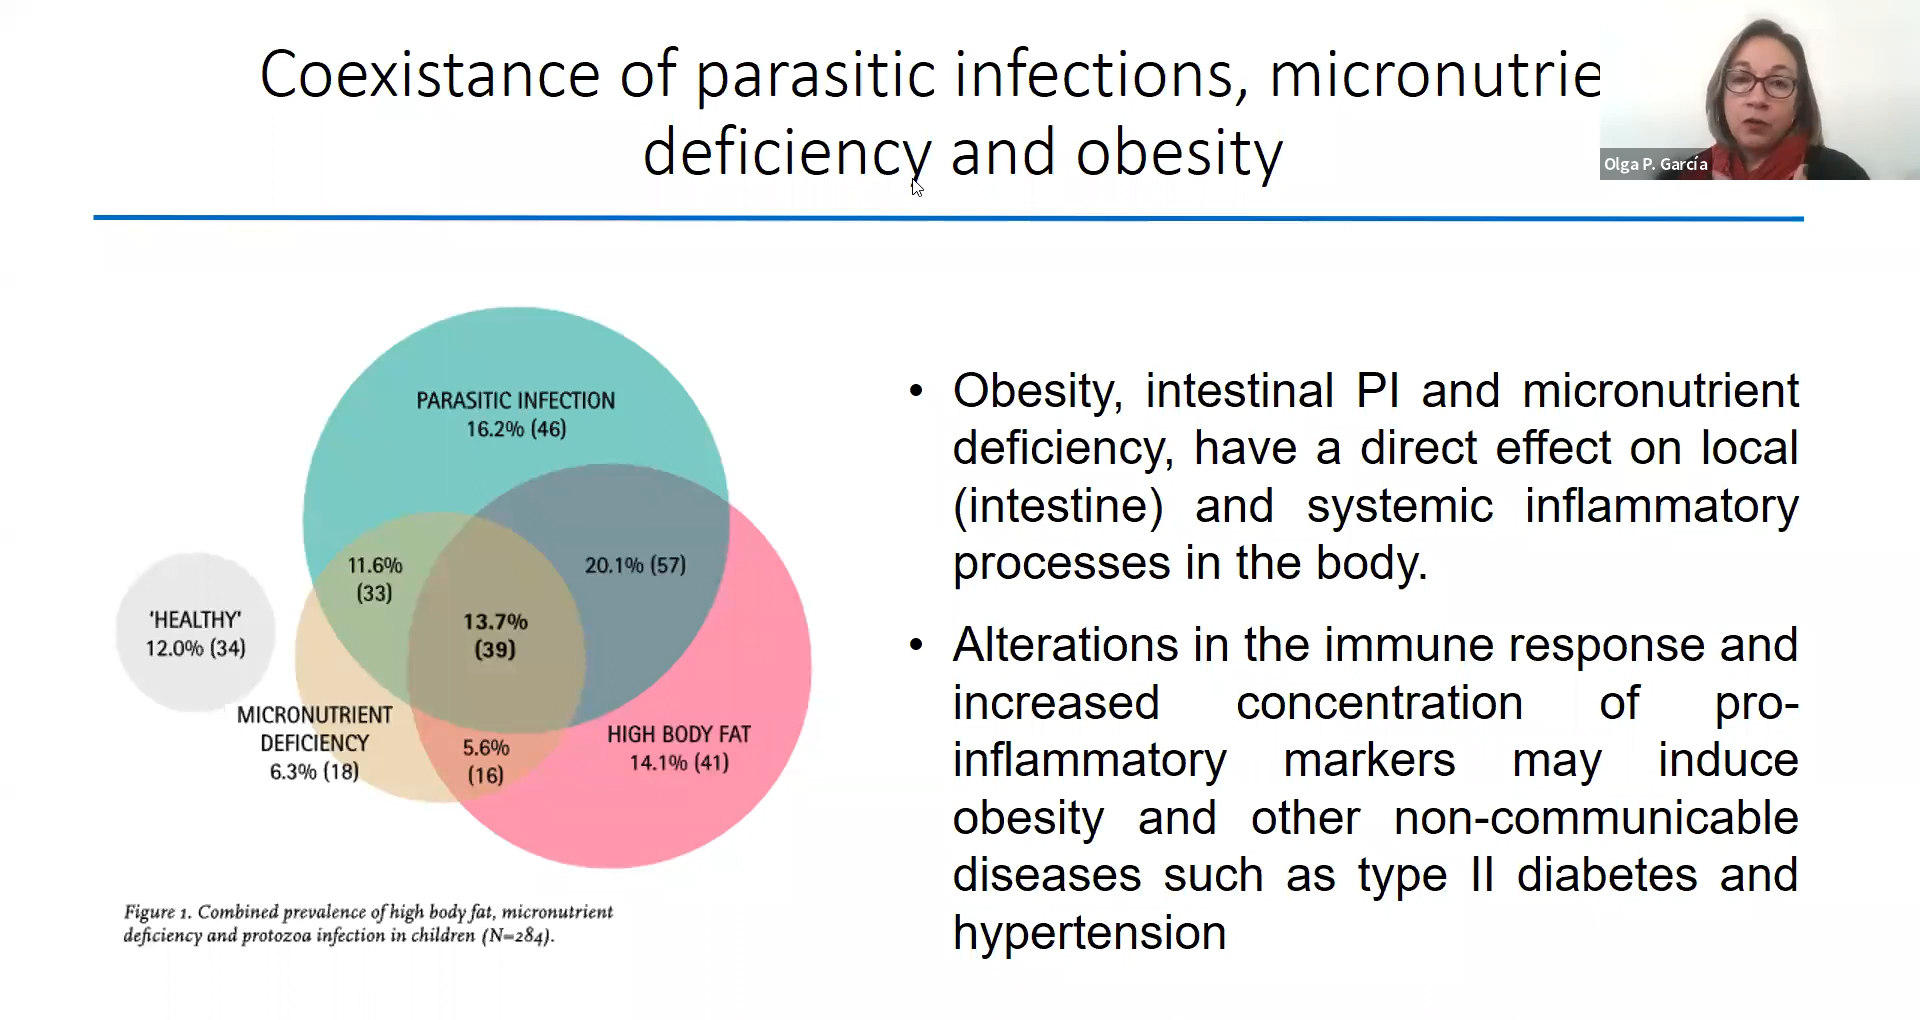 Coexistance of parasitic infections, micronutrie
deficiency and obesity
Olga P. García
PARASITIC INFECTION
16.2% (46)
11.6%
(33)
20.1% (57)
13.7%
(39)
'HEALTHY'
12.0% (34)
MICRONUTRIENT
DEFICIENCY
6.3% (18)
5.6%
(16)
HIGH BODY FAT
14.1% (41)
Figure 1. Combined prevalence of high body fat, micronutrient
deficiency and protozoa infection in children (N=284).
• Obesity, intestinal PI and micronutrient
deficiency, have a direct effect on local
(intestine) and systemic inflammatory
processes in the body.
• Alterations in the immune response and
increased concentration of pro-
inflammatory markers may induce
obesity and other non-communicable
diseases such as type II diabetes and
hypertension